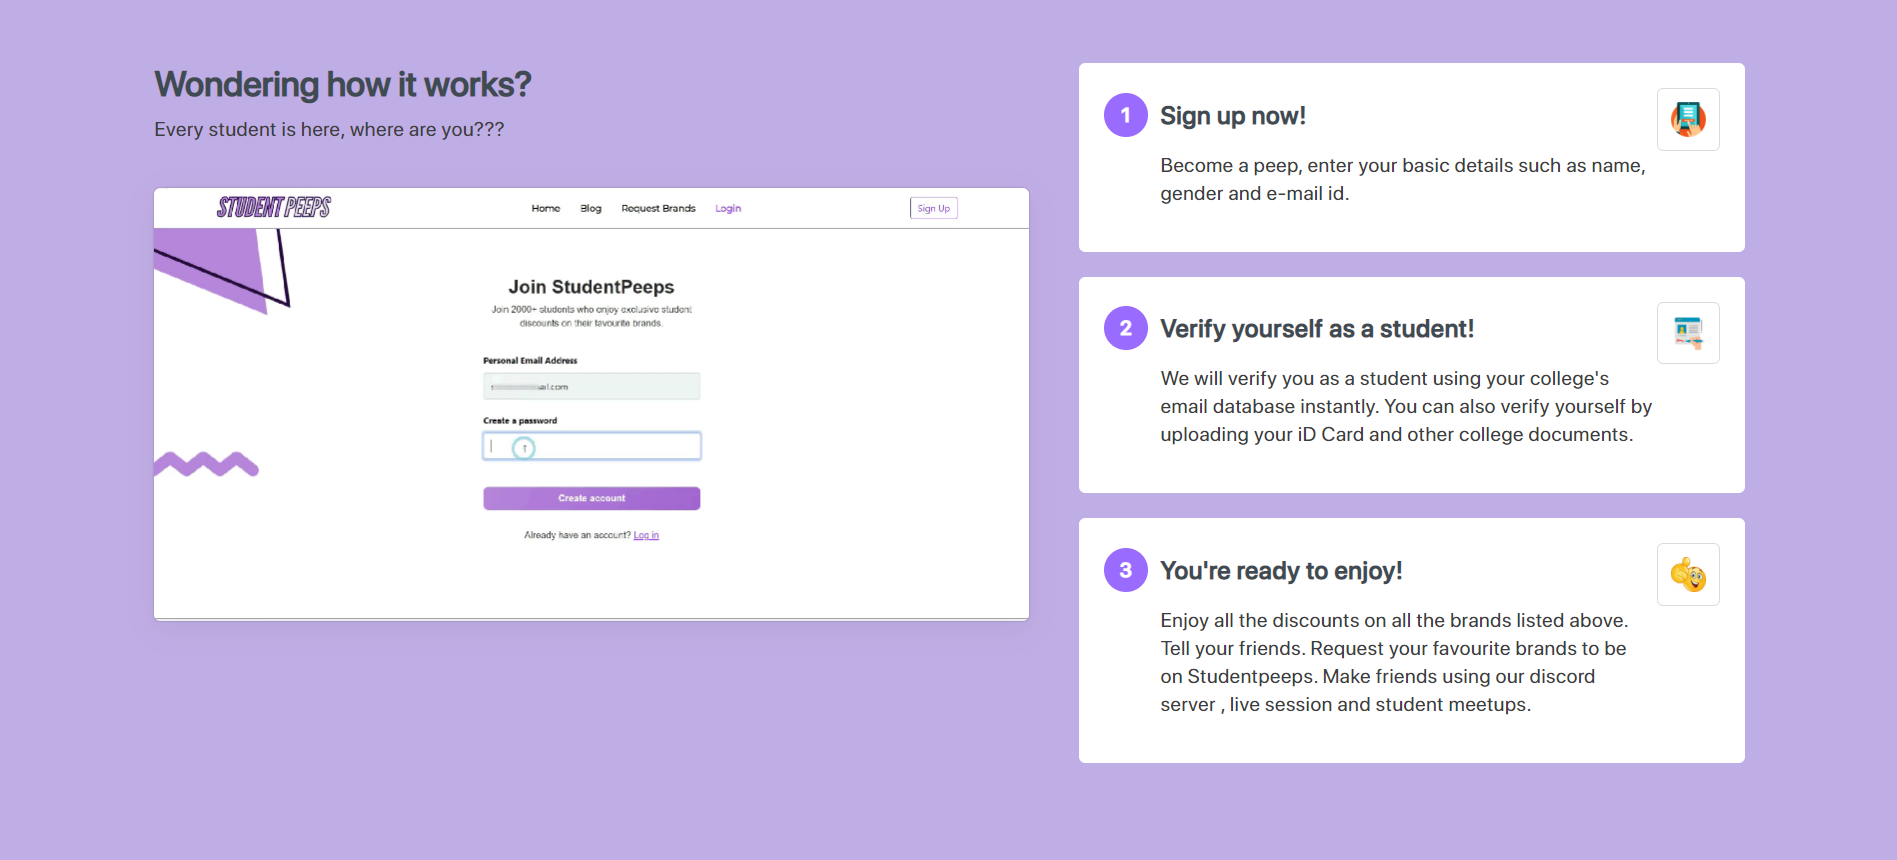 Wondering how it works?
Every student is here, where are you???
STUDENT PEEPS
Home
Blog
Request Brands
Login
Sign Up
Join StudentPeeps
Join 2000+ students who enjoy exclusive student
discounts on their favourite brands.
Personal Email Address
ail.com
Create a password
Create account
Already have an account? Log in
1
Sign up now!
Become a peep, enter your basic details such as name,
gender and e-mail id.
2
Verify yourself as a student!
We will verify you as a student using your college's
email database instantly. You can also verify yourself by
uploading your iD Card and other college documents.
3
You're ready to enjoy!
Enjoy all the discounts on all the brands listed above.
Tell your friends. Request your favourite brands to be
on Studentpeeps. Make friends using our discord
server , live session and student meetups.